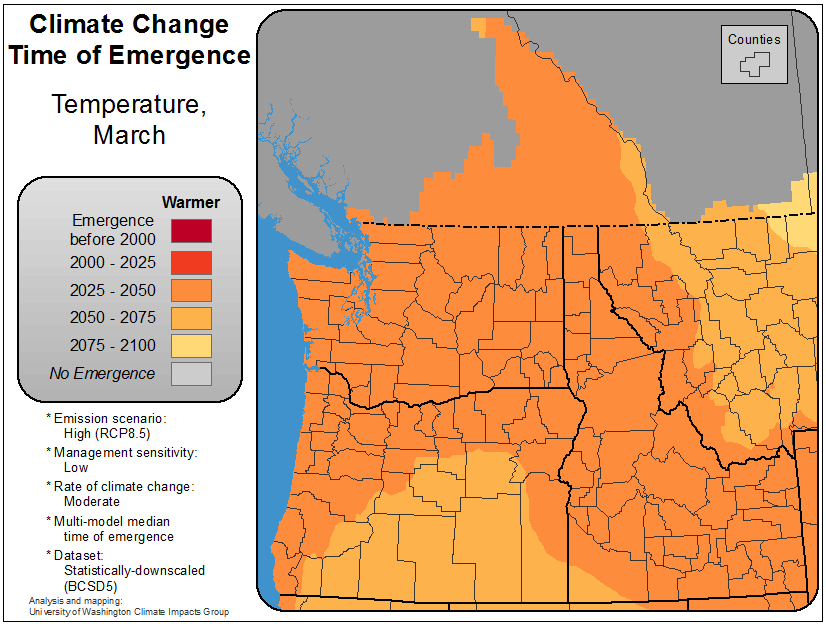 Climate Change
Time of Emergence
Temperature,
March
Warmer
Emergence
before 2000
2000 - 2025
2025 - 2050
2050 - 2075
2075 - 2100
No Emergence
* Emission scenario:
High (RCP8.5)
* Management sensitivity:
Low
* Rate of climate change:
Moderate
* Multi-model median
time of emergence
* Dataset:
Statistically-downscaled
(BCSD5)
Analysis and mapping:
University of Washington Climate Impacts Group
Counties